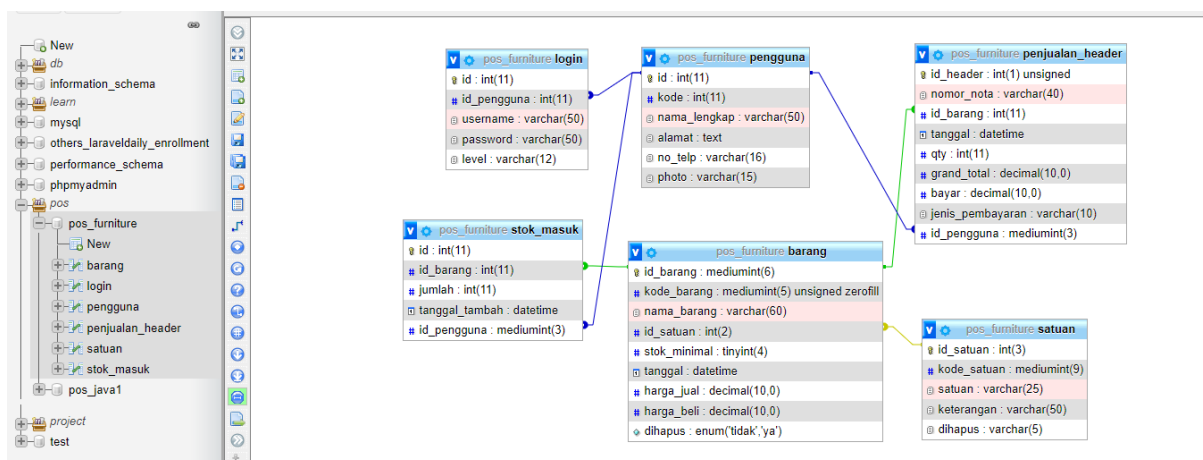 New
db
information_schema
learn
mysql
others_laraveldaily_enrollment
performance_schema
phpmyadmin
pos
pos_furniture
New
barang
login
pengguna
penjualan_header
satuan
stok_masuk
pos_java1
project
test
pos_furniture login
id : int(11)
id_pengguna : int(11)
username : varchar(50)
password : varchar(50)
level : varchar(12)
pos_furniture pengguna
id : int(11)
kode : int(11)
nama_lengkap : varchar(50)
alamat : text
no_telp : varchar(16)
photo : varchar(15)
pos_furniture penjualan_header
id_header : int(1) unsigned
nomor_nota : varchar(40)
id_barang : int(11)
tanggal : datetime
qty : int(11)
grand_total : decimal(10,0)
bayar : decimal(10,0)
jenis_pembayaran : varchar(10)
id_pengguna : mediumint(3)
pos_furniture stok_masuk
id : int(11)
id_barang : int(11)
jumlah : int(11)
tanggal_tambah : datetime
id_pengguna : mediumint(3)
pos_furniture barang
id_barang : mediumint(6)
kode_barang : mediumint(5) unsigned zerofill
nama_barang : varchar(60)
id_satuan : int(2)
stok_minimal : tinyint(4)
tanggal : datetime
harga_jual : decimal(10,0)
harga_beli : decimal(10,0)
dihapus : enum('tidak','ya')
pos_furniture satuan
id_satuan : int(3)
kode_satuan : mediumint(9)
satuan : varchar(25)
keterangan : varchar(50)
dihapus : varchar(5)